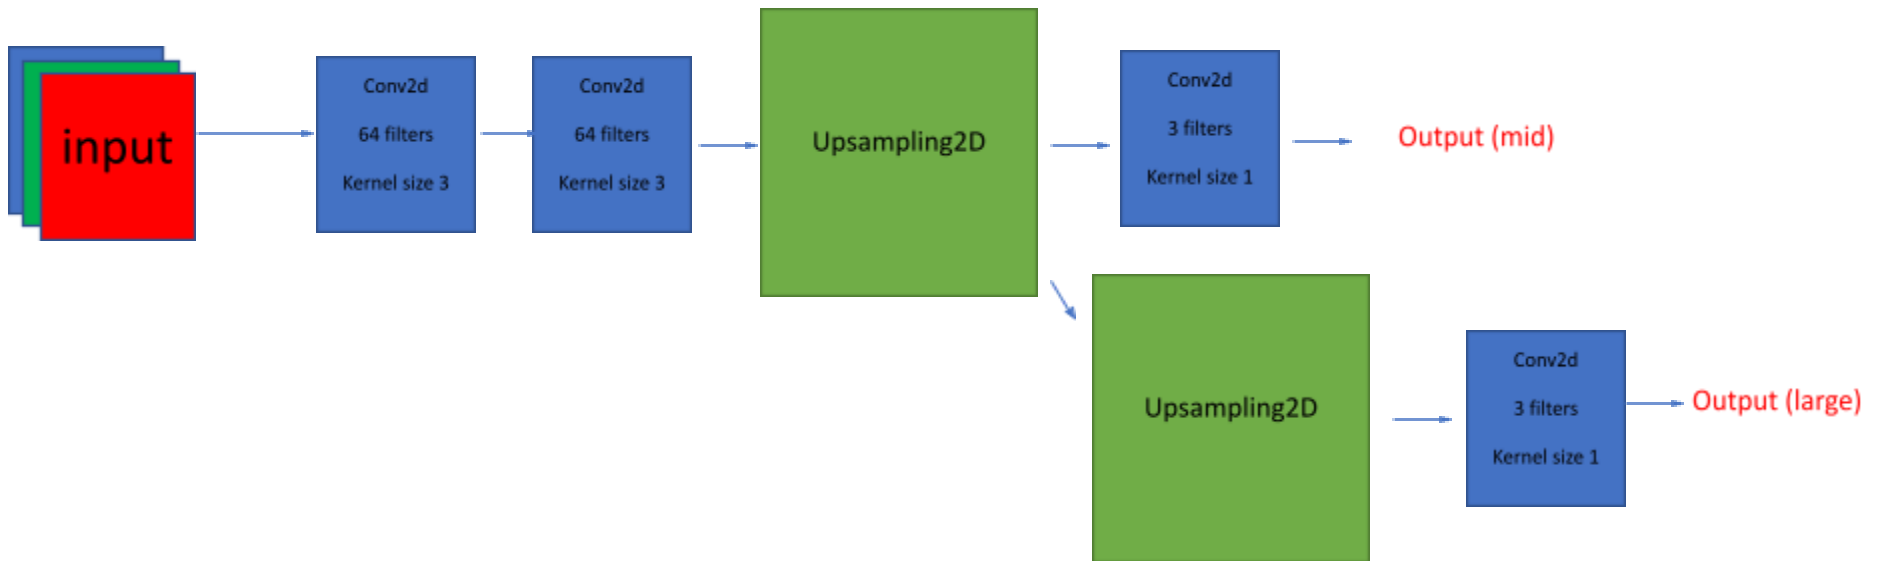 input
Conv2d
64 filters
Kernel size 3
Conv2d
64 filters
Kernel size 3
Upsampling2D
Conv2d
3 filters
Kernel size 1
Output (mid)
Upsampling2D
Conv2d
3 filters
Kernel size 1
Output (large)